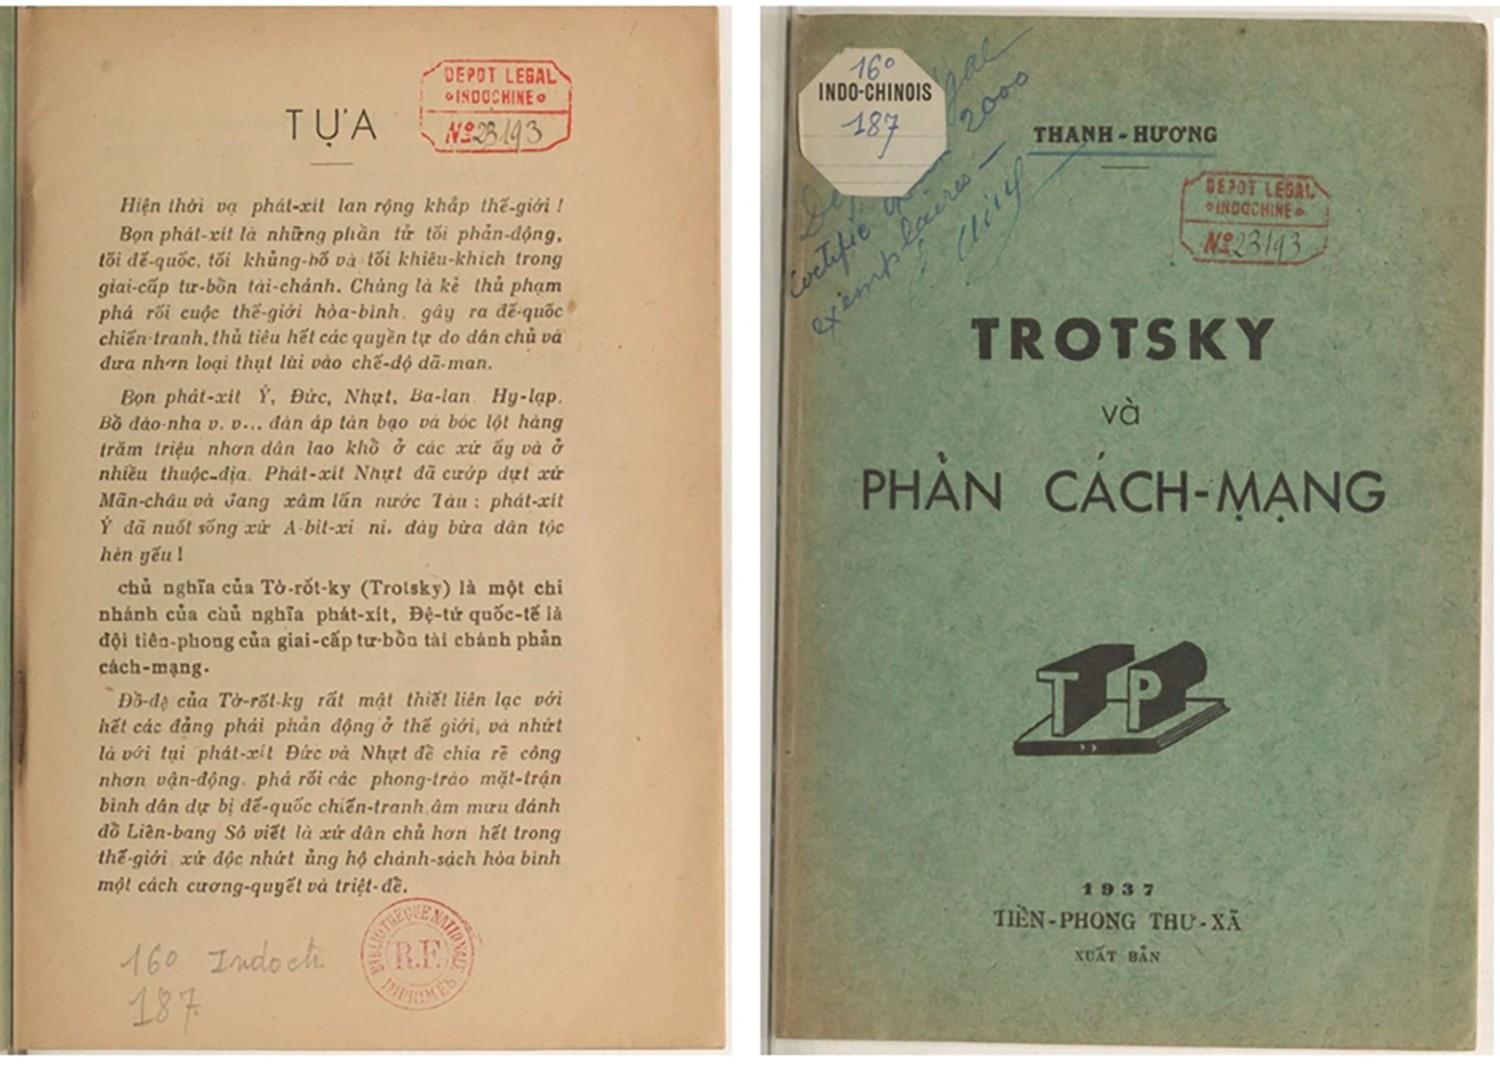 TỰA
DEPOT LEGAL
INDOCHINE
Nº 23193
Hiện thời vạ phát-xít lan rộng khắp thế-giới !
Bọn phát-xít là những phần tử tối phản-động,
tối đế-quốc, tối khủng-bố và tối khiêu-khích trong
giai-cấp tư-bổn tài-chánh. Chúng là kẻ thủ phạm
phá rối cuộc thế-giới hòa-bình, gây ra đế-quốc
chiến-tranh, thủ tiêu hết các quyền tự do dân chủ và
đưa nhơn loại thụt lùi vào chế-độ dã-man.
Bọn phát-xít Ý, Đức, Nhựt, Ba-lan Hy-lạp,
Bồ đào-nha v. v... đàn áp tàn bạo và bóc lột hàng
trăm triệu nhơn dân lao khổ ở các xứ ấy và ở
nhiều thuộc-địa. Phát-xít Nhựt đã cướp dựt xứ
Mãn-châu và đang xâm lấn nước Tàu ; phát-xít
Ý đã nuốt sống xứ A-bit-xi ni, dày bừa dân tộc
hèn yếu !
chủ nghĩa của Tờ-rốt-ky (Trotsky) là một chi
nhánh của chủ nghĩa phát-xít, Đệ-tứ quốc-tế là
đội tiên-phong của giai-cấp tư-bổn tài chánh phản
cách-mạng.
Đồ-đệ của Tờ-rốt-ky rất mật thiết liên lạc với
hết các đảng phái phản động ở thế giới, và nhứt
là với tụi phát-xít Đức và Nhựt để chia rẽ công
nhơn vận-động, phá rối các phong-trào mặt-trận
bình dân dự bị đế-quốc chiến-tranh, âm mưu đánh
đổ Liên-bang Sô viết là xứ dân chủ hơn hết trong
thế-giới, xứ độc nhứt ủng hộ chánh-sách hòa bình
một cách cương-quyết và triệt-để.
BIBLIOTHEQUE NATIONALE
R.F.
IMPRIMÉS
16º Indoch
187
16º
INDO-CHINOIS
187
2000
exemplaires
THANH-HƯƠNG
DEPOT LEGAL
INDOCHINE
Nº 23193
TROTSKY
và
PHẢN CÁCH-MẠNG
T P
1937
TIỀN-PHONG THƯ-XÃ
XUẤT BẢN